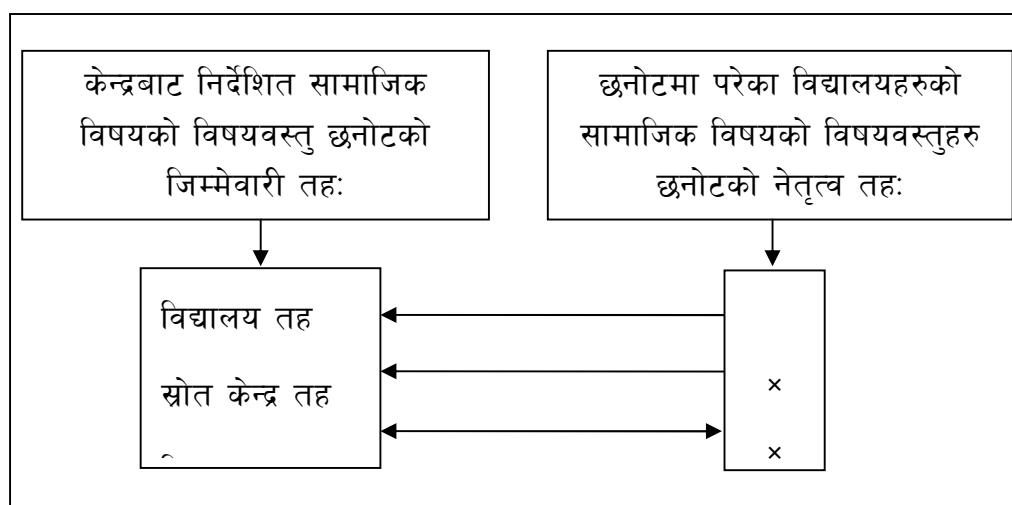 केन्द्रबाट निर्देशित सामाजिक
विषयको विषयवस्तु छनोटको
जिम्मेवारी तहः
छनोटमा परेका विद्यालयहरुको
सामाजिक विषयको विषयवस्तुहरु
छनोटको नेतृत्व तहः
विद्यालय तह
स्रोत केन्द्र तह
×
×